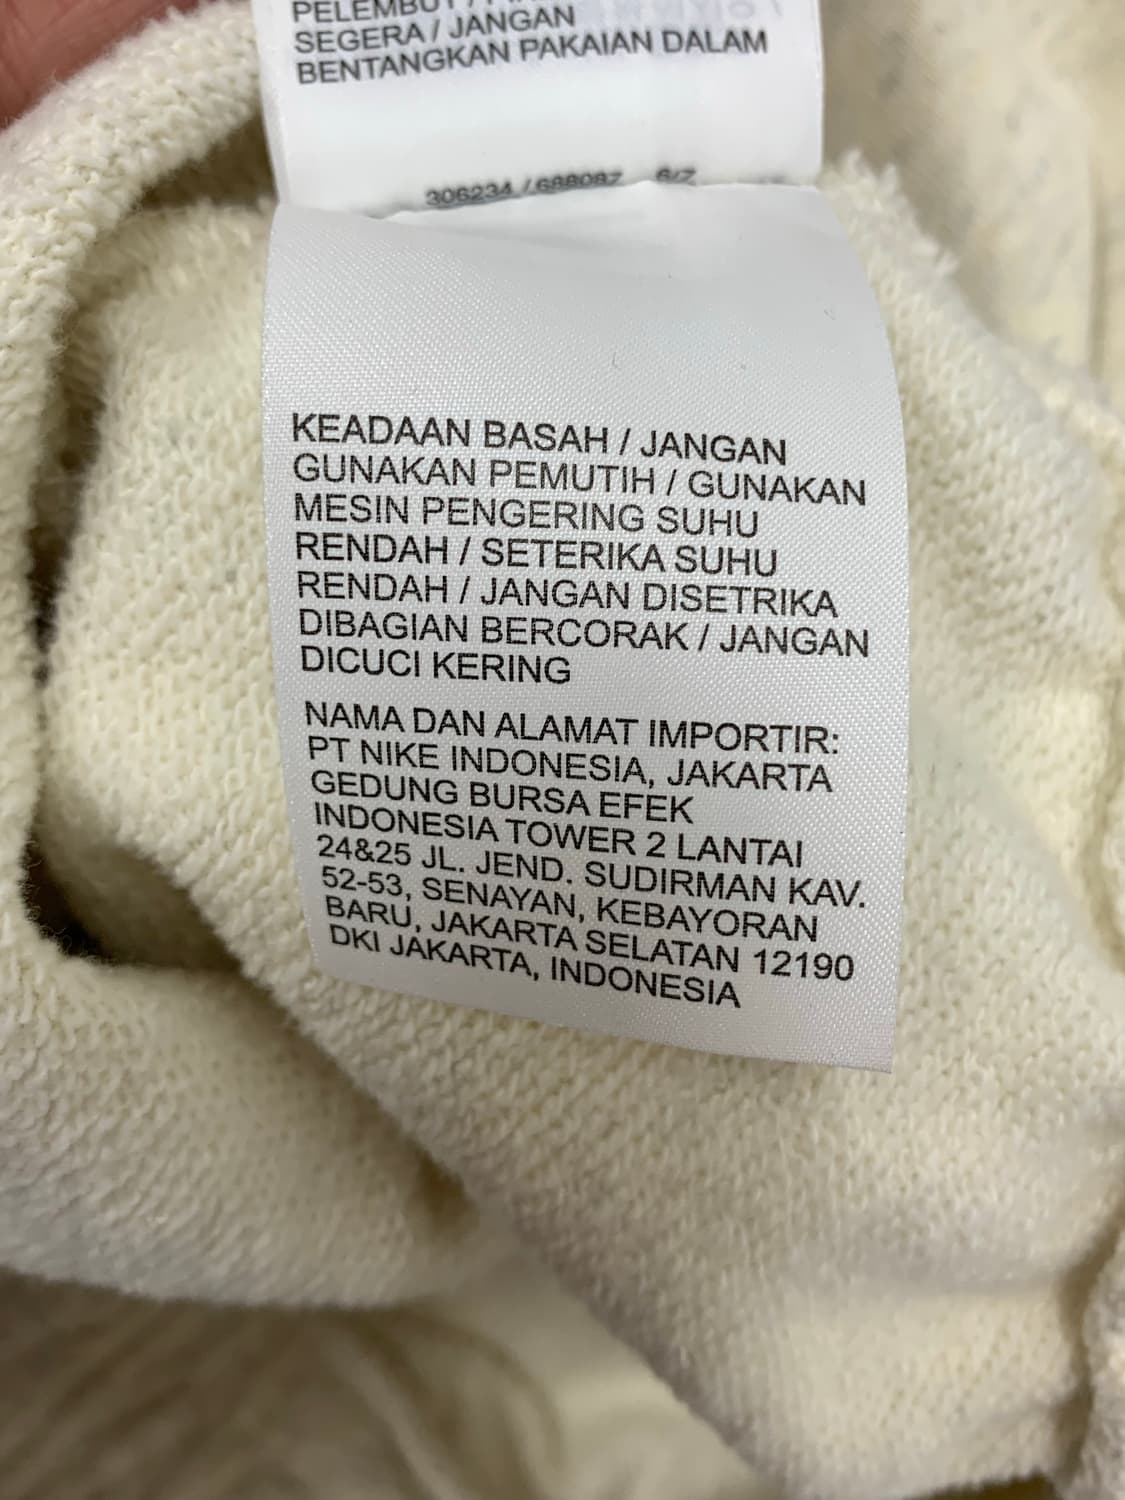 PELEMBUT /
SEGERA / JANGAN
BENTANGKAN PAKAIAN DALAM
306234 / 688087 6/7
KEADAAN BASAH / JANGAN
GUNAKAN PEMUTIH / GUNAKAN
MESIN PENGERING SUHU
RENDAH / SETERIKA SUHU
RENDAH / JANGAN DISETRIKA
DIBAGIAN BERCORAK / JANGAN
DICUCI KERING
NAMA DAN ALAMAT IMPORTIR:
PT NIKE INDONESIA, JAKARTA
GEDUNG BURSA EFEK
INDONESIA TOWER 2 LANTAI
24&25 JL. JEND. SUDIRMAN KAV.
52-53, SENAYAN, KEBAYORAN
BARU, JAKARTA SELATAN 12190
DKI JAKARTA, INDONESIA